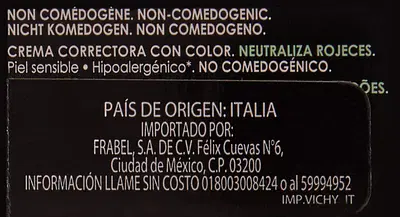 NON COMÉDOGÈNE. NON-COMEDOGENIC.
NICHT KOMEDOGEN. NON COMEDOGENO.
CREMA CORRECTORA CON COLOR. NEUTRALIZA ROJECES.
Piel sensible • Hipoalergénico*. NO COMEDOGÉNICO.
PAÍS DE ORIGEN: ITALIA
IMPORTADO POR:
FRABEL, S.A. DE C.V. Félix Cuevas N°6,
Ciudad de México, C.P. 03200
INFORMACIÓN LLAME SIN COSTO 018003008424 o al 59994952
IMP.VICHY IT